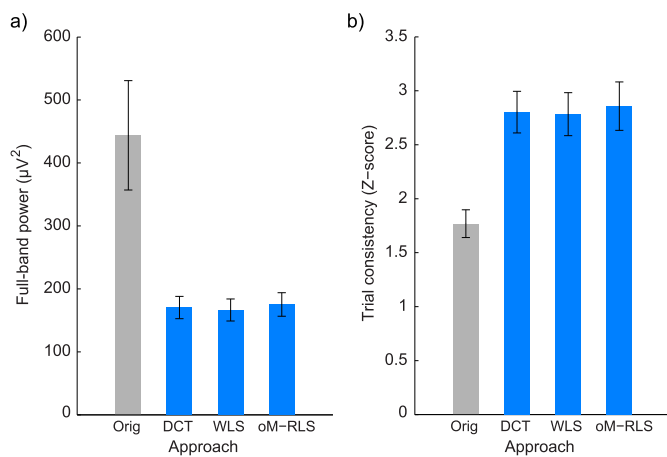 a)
Full-band power (µV²)
600
500
400
300
200
100
0
Orig DCT WLS oM−RLS
Approach
b)
Trial consistency (Z−score)
3.5
3
2.5
2
1.5
1
0.5
0
Orig DCT WLS oM−RLS
Approach